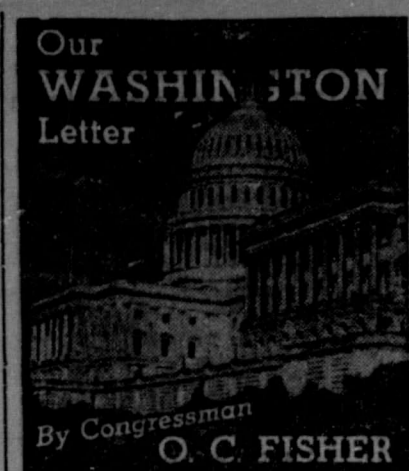 Our
WASHINGTON
Letter
By Congressman
O. C. FISHER